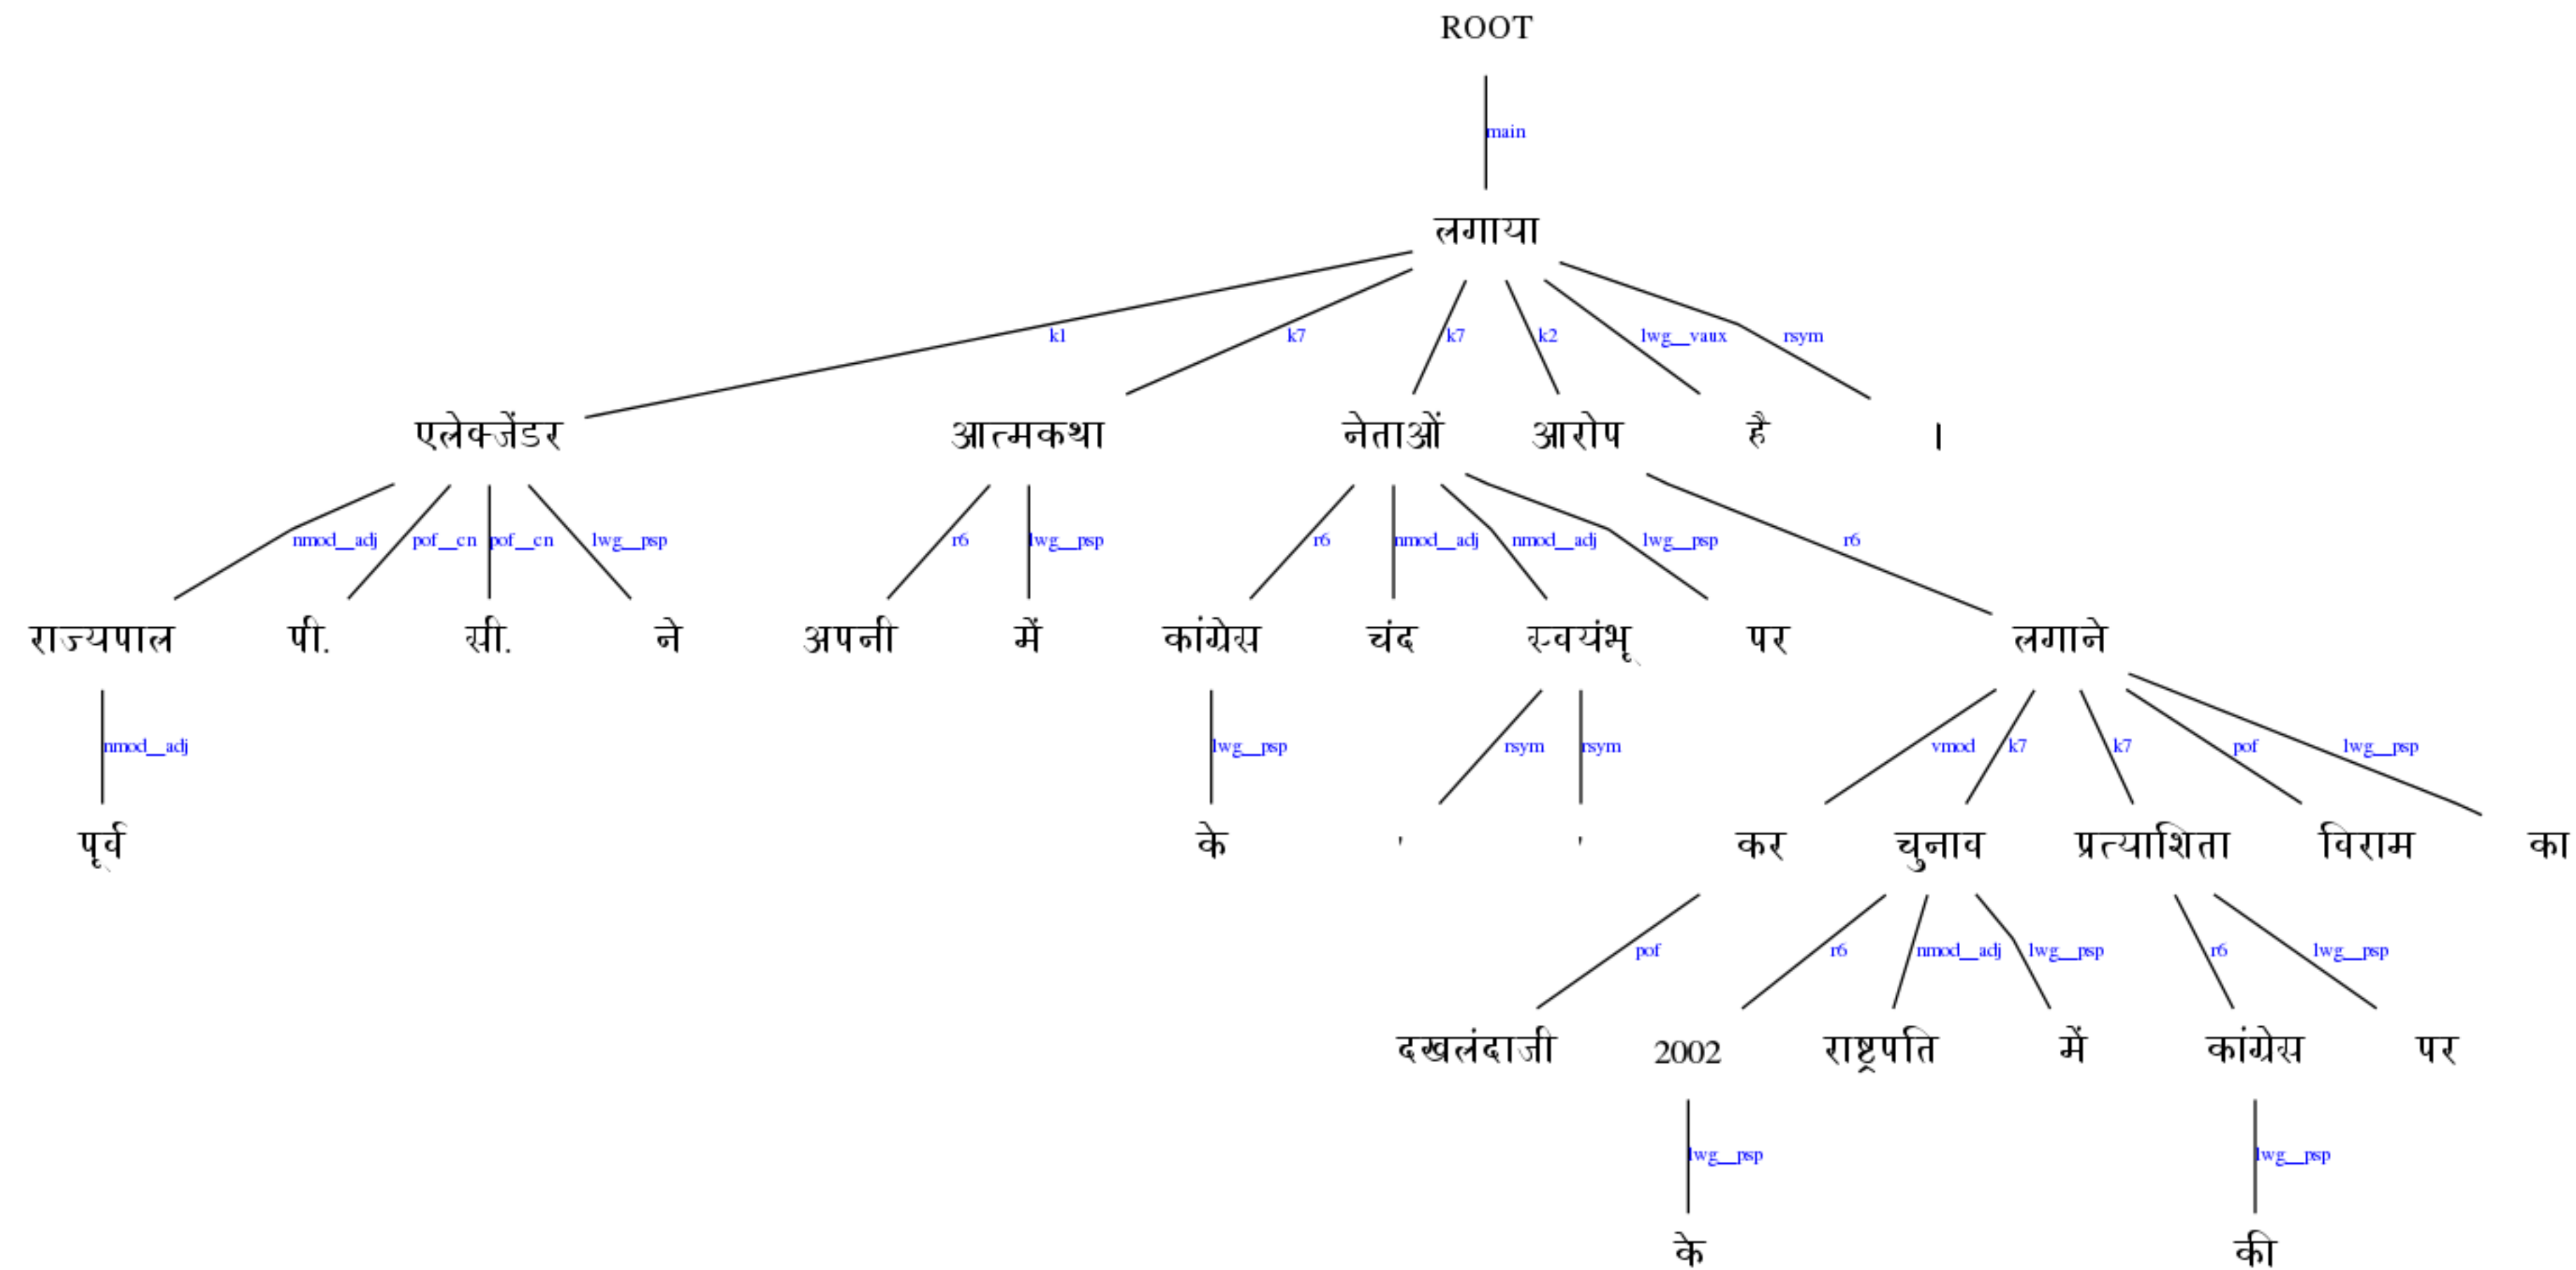 ROOT
main
लगाया
k1 k7 k7 k2 lwg__vaux rsym
एलेक्जेंडर आत्मकथा नेताओं आरोप है ।
nmod__adj pof__cn pof__cn lwg__psp r6 lwg__psp r6 nmod__adj nmod__adj lwg__psp r6
राज्यपाल पी. सी. ने अपनी में कांग्रेस चंद स्वयंभू पर लगाने
nmod__adj lwg__psp rsym rsym vmod k7 k7 pof lwg__psp
पूर्व के ' ' कर चुनाव प्रत्याशिता विराम का
pof r6 nmod__adj lwg__psp r6 lwg__psp
दखलंदाजी 2002 राष्ट्रपति में कांग्रेस पर
lwg__psp lwg__psp
के की